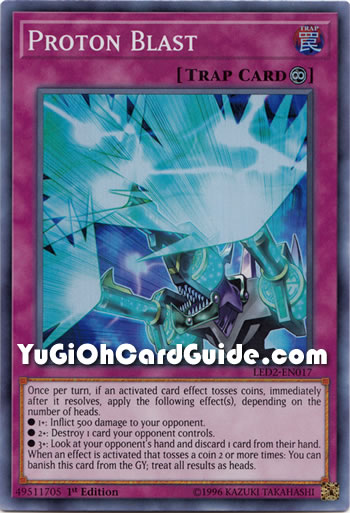 PROTON BLAST
TRAP
罠
[TRAP CARD]
YuGiOhCardGuide.com
LED2-EN017
Once per turn, if an activated card effect tosses coins, immediately
after it resolves, apply the following effect(s), depending on the
number of heads.
● 1+: Inflict 500 damage to your opponent.
● 2+: Destroy 1 card your opponent controls.
● 3+: Look at your opponent's hand and discard 1 card from their hand.
When an effect is activated that tosses a coin 2 or more times: You can
banish this card from the GY; treat all results as heads.
49511705 1st Edition ©1996 KAZUKI TAKAHASHI